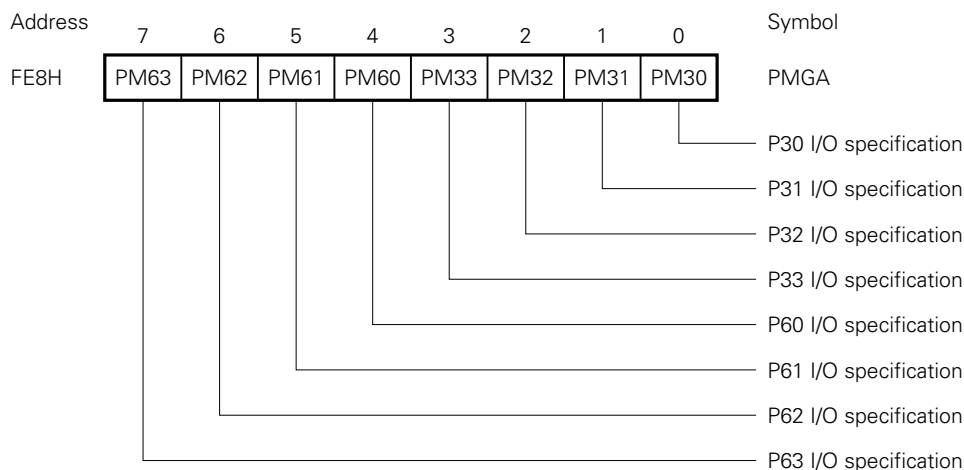 Address 7 6 5 4 3 2 1 0 Symbol
FE8H PM63 PM62 PM61 PM60 PM33 PM32 PM31 PM30 PMGA
P30 I/O specification
P31 I/O specification
P32 I/O specification
P33 I/O specification
P60 I/O specification
P61 I/O specification
P62 I/O specification
P63 I/O specification